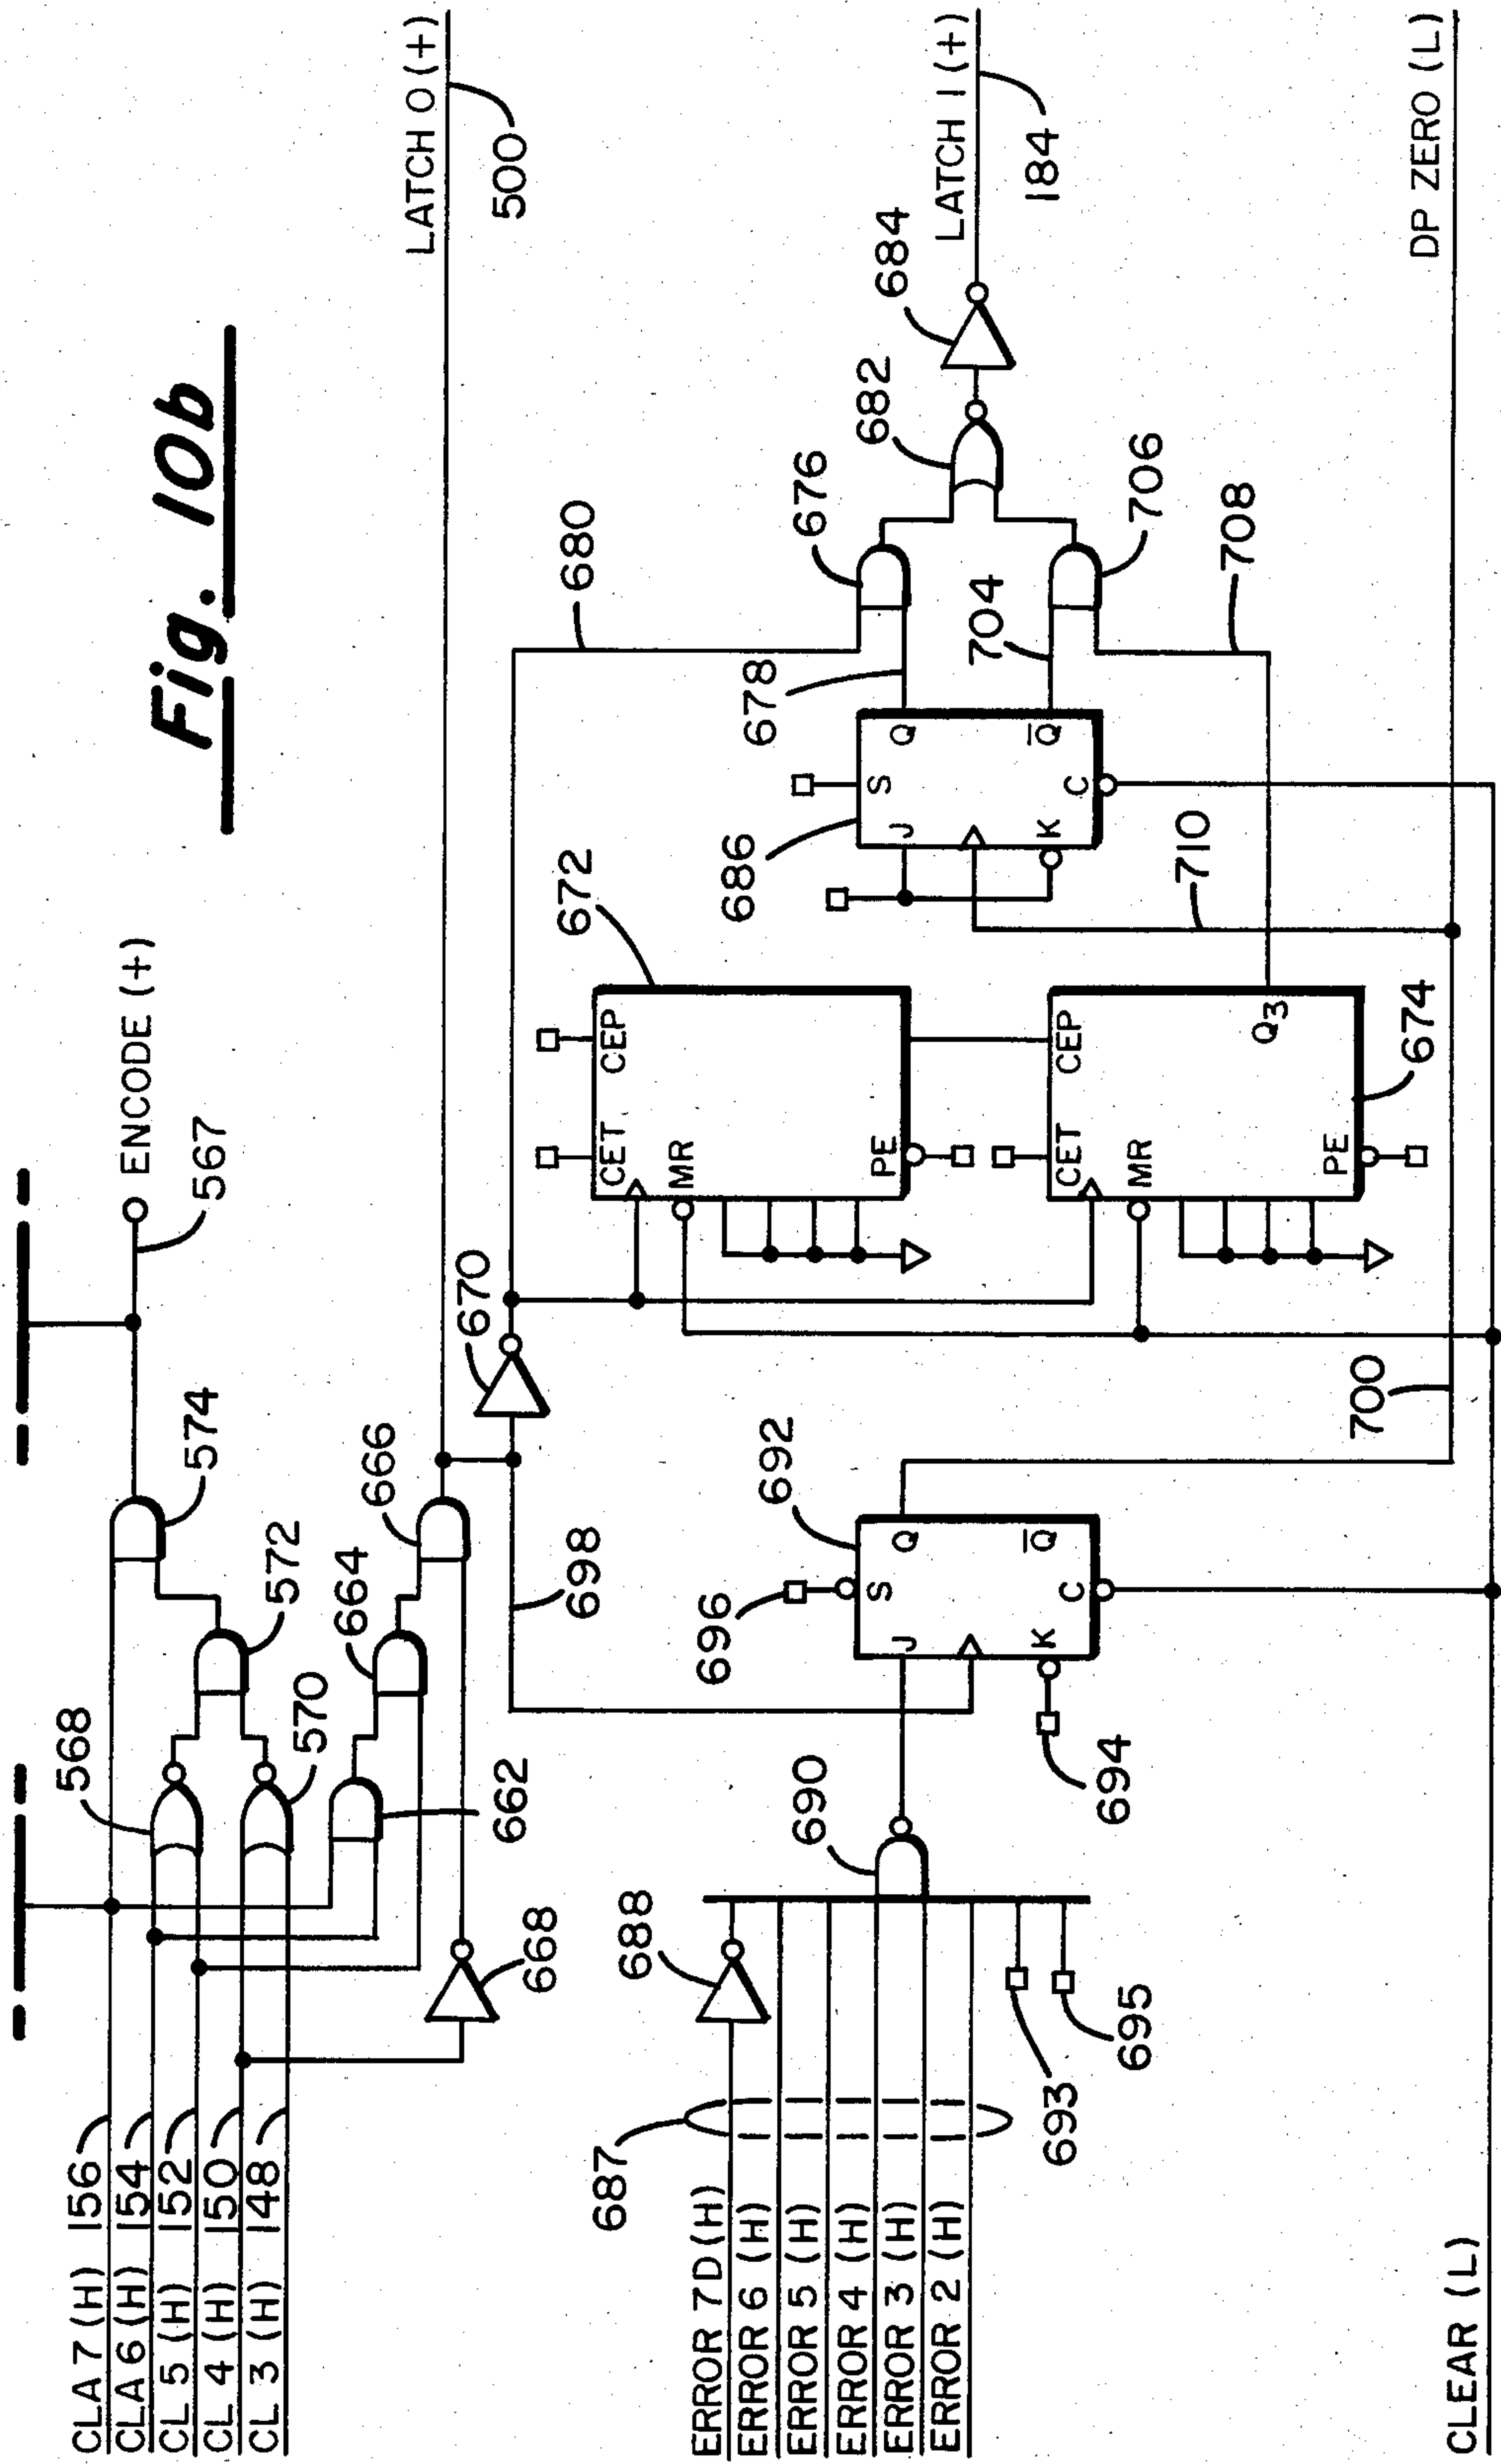 Fig. 10b
CLA 7 (H) 156
CLA 6 (H) 154
CL 5 (H) 152
CL 4 (H) 150
CL 3 (H) 148
568
570
572
574
567
ENCODE (+)
662
664
666
668
LATCH 0 (+)
500
670
698
680
672
CET
CEP
MR
PE
CET
CEP
MR
PE
Q3
674
676
678
682
684
LATCH 1 (+)
184
686
J
S
Q
K
C
Q̅
704
706
708
710
ERROR 7D (H)
ERROR 6 (H)
ERROR 5 (H)
ERROR 4 (H)
ERROR 3 (H)
ERROR 2 (H)
687
688
690
693
695
692
696
694
J
S
Q
K
C
Q̅
700
DP ZERO (L)
CLEAR (L)